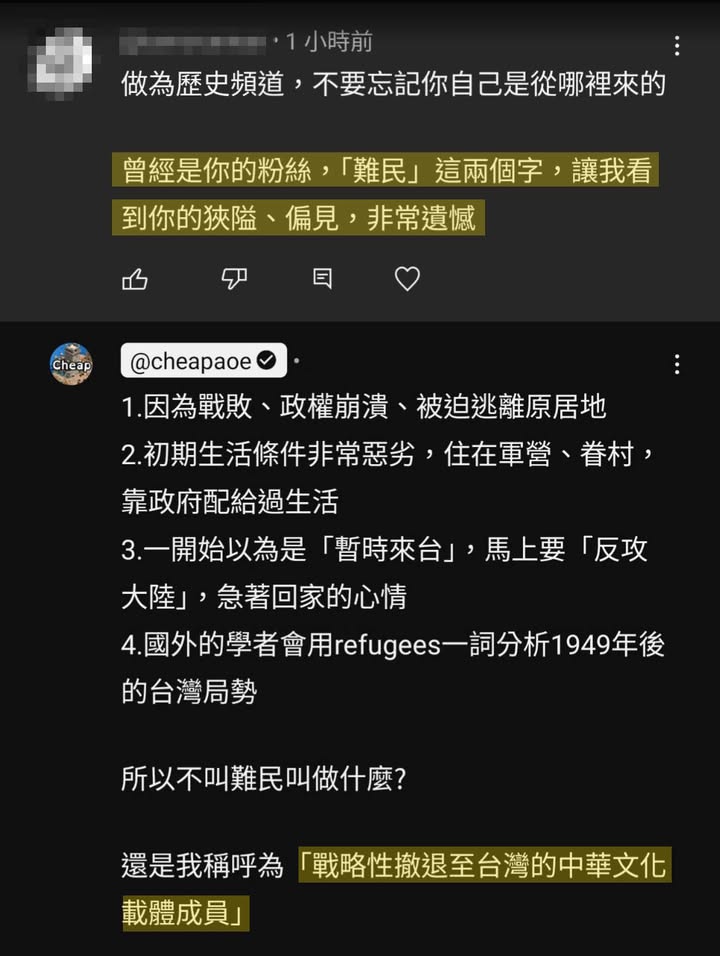 · 1 小時前
做為歷史頻道，不要忘記你自己是從哪裡來的
曾經是你的粉絲，「難民」這兩個字，讓我看
到你的狹隘、偏見，非常遺憾
Cheap
@cheapaoe ·
1.因為戰敗、政權崩潰、被迫逃離原居地
2.初期生活條件非常惡劣，住在軍營、眷村，
靠政府配給過生活
3.一開始以為是「暫時來台」，馬上要「反攻
大陸」，急著回家的心情
4.國外的學者會用refugees一詞分析1949年後
的台灣局勢
所以不叫難民叫做什麼?
還是我稱呼為「戰略性撤退至台灣的中華文化
載體成員」